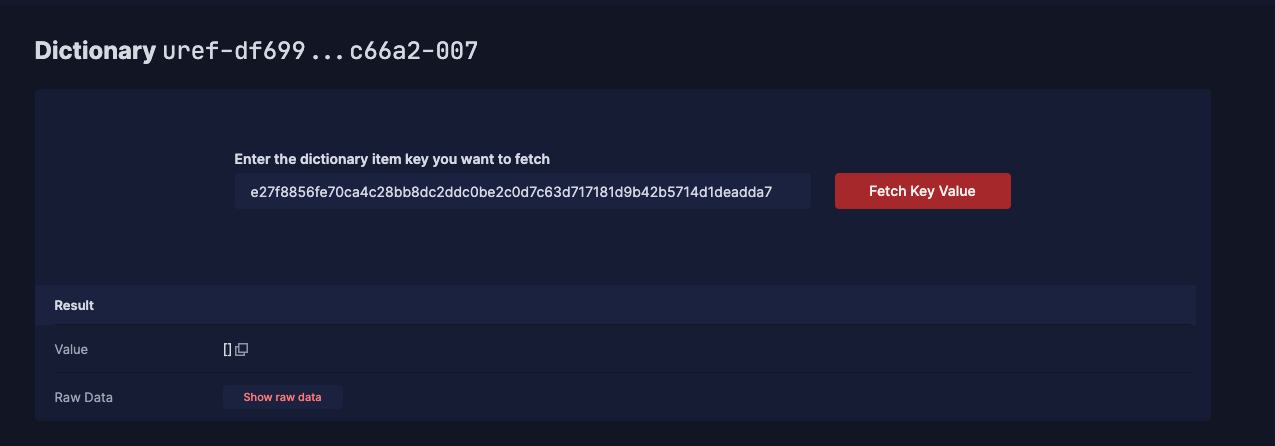 Dictionary uref-df699...c66a2-007
Enter the dictionary item key you want to fetch
e27f8856fe70ca4c28bb8dc2ddc0be2c0d7c63d717181d9b42b5714d1deadda7
Fetch Key Value
Result
Value []
Raw Data Show raw data